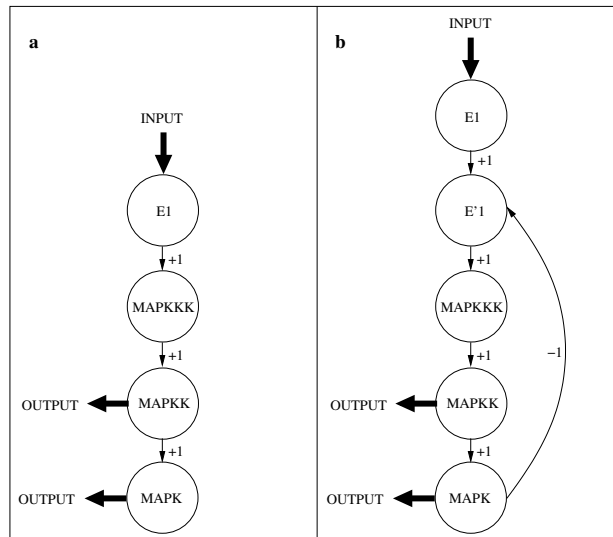 a
INPUT
E1
+1
MAPKKK
+1
OUTPUT
MAPKK
+1
OUTPUT
MAPK
b
INPUT
E1
+1
E'1
+1
MAPKKK
+1
−1
OUTPUT
MAPKK
+1
OUTPUT
MAPK